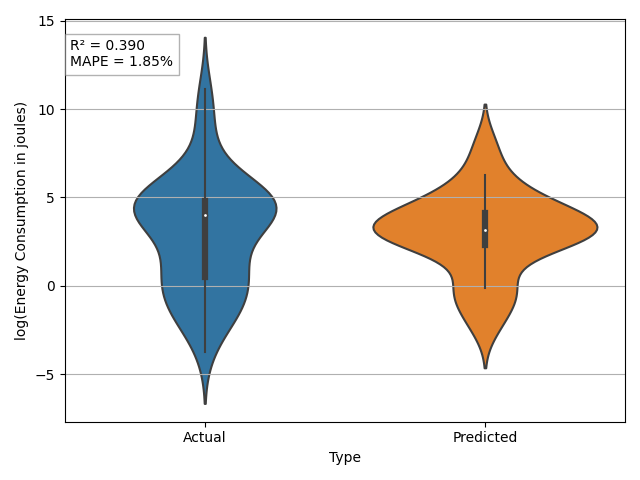 15
R² = 0.390
MAPE = 1.85%
10
5
0
−5
log(Energy Consumption in joules)
Actual
Predicted
Type